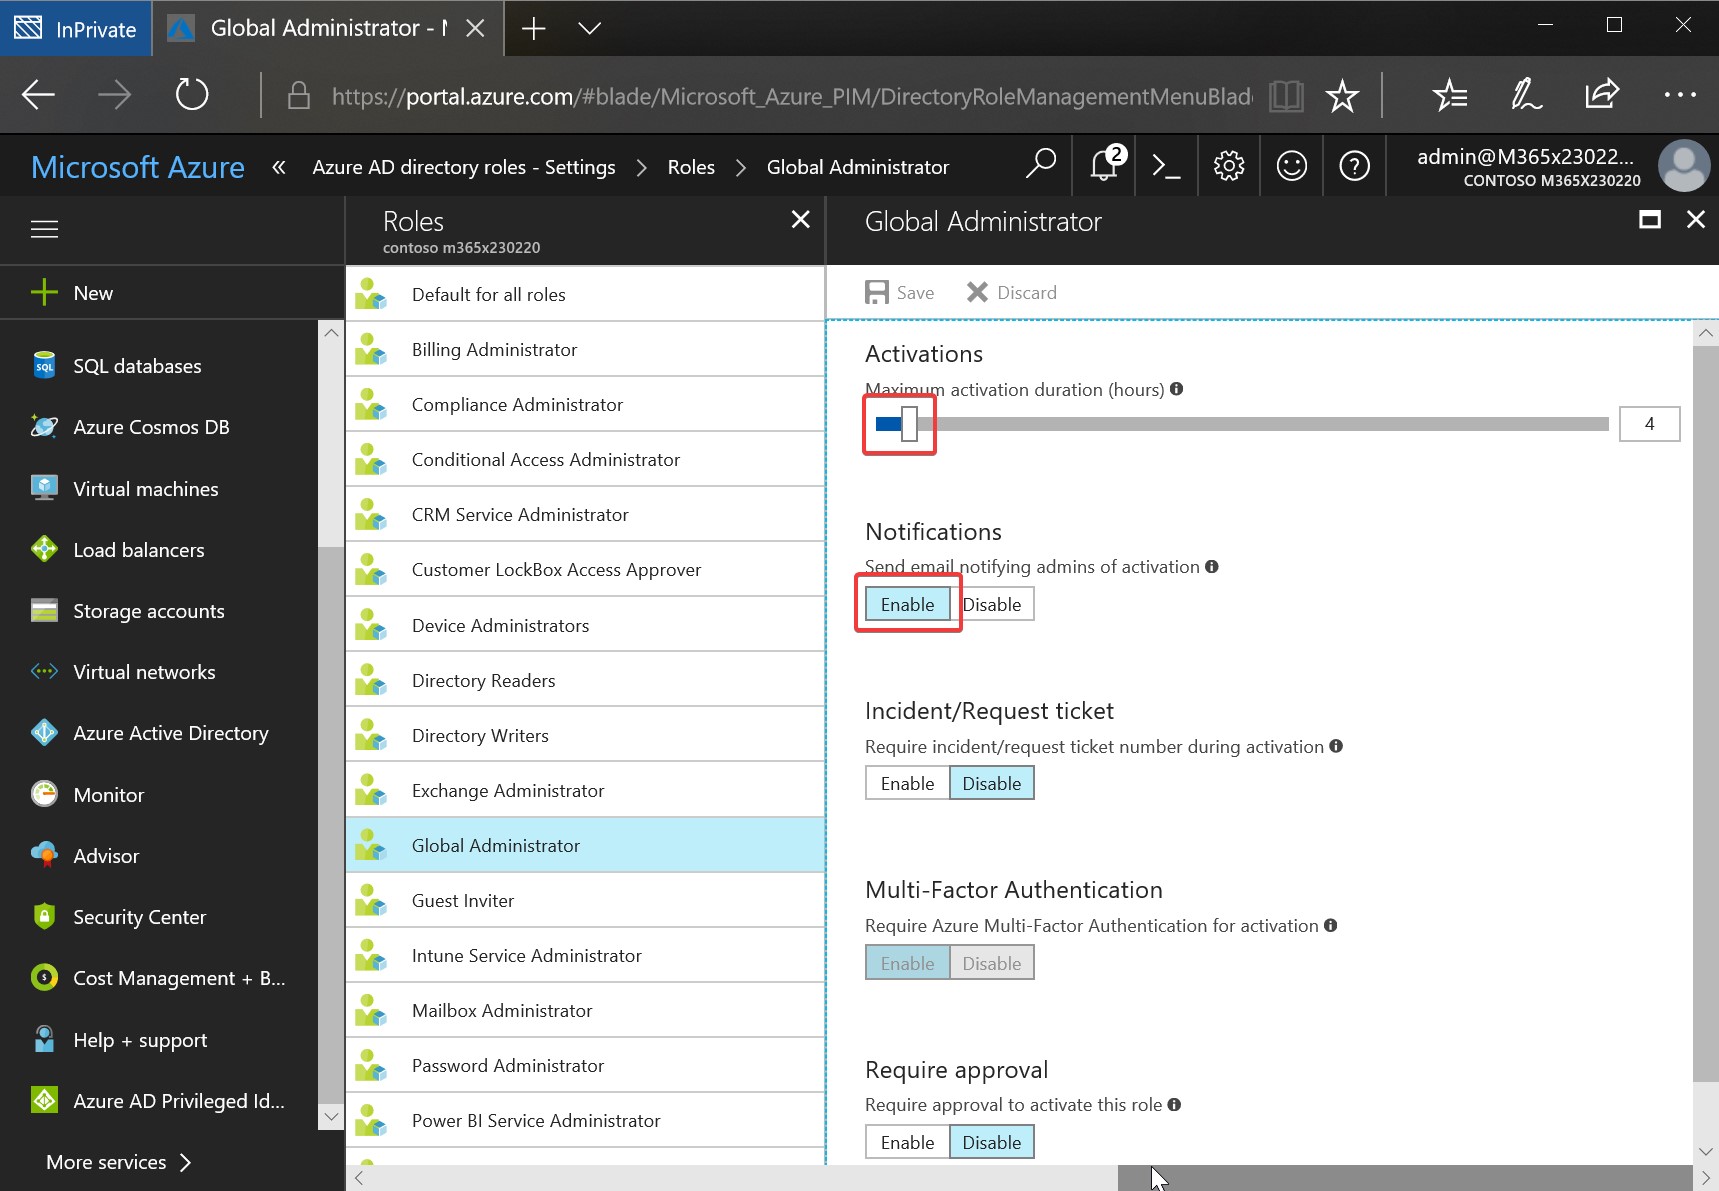 InPrivate
Global Administrator - M
https://portal.azure.com/#blade/Microsoft_Azure_PIM/DirectoryRoleManagementMenuBlad
Microsoft Azure
«
Azure AD directory roles - Settings
Roles
Global Administrator
2
admin@M365x23022...
CONTOSO M365X230220
Roles
contoso m365x230220
Global Administrator
New
SQL databases
Azure Cosmos DB
Virtual machines
Load balancers
Storage accounts
Virtual networks
Azure Active Directory
Monitor
Advisor
Security Center
Cost Management + B...
Help + support
Azure AD Privileged Id...
More services
Default for all roles
Billing Administrator
Compliance Administrator
Conditional Access Administrator
CRM Service Administrator
Customer LockBox Access Approver
Device Administrators
Directory Readers
Directory Writers
Exchange Administrator
Global Administrator
Guest Inviter
Intune Service Administrator
Mailbox Administrator
Password Administrator
Power BI Service Administrator
Save
Discard
Activations
Maximum activation duration (hours)
4
Notifications
Send email notifying admins of activation
Enable
Disable
Incident/Request ticket
Require incident/request ticket number during activation
Enable
Disable
Multi-Factor Authentication
Require Azure Multi-Factor Authentication for activation
Enable
Disable
Require approval
Require approval to activate this role
Enable
Disable